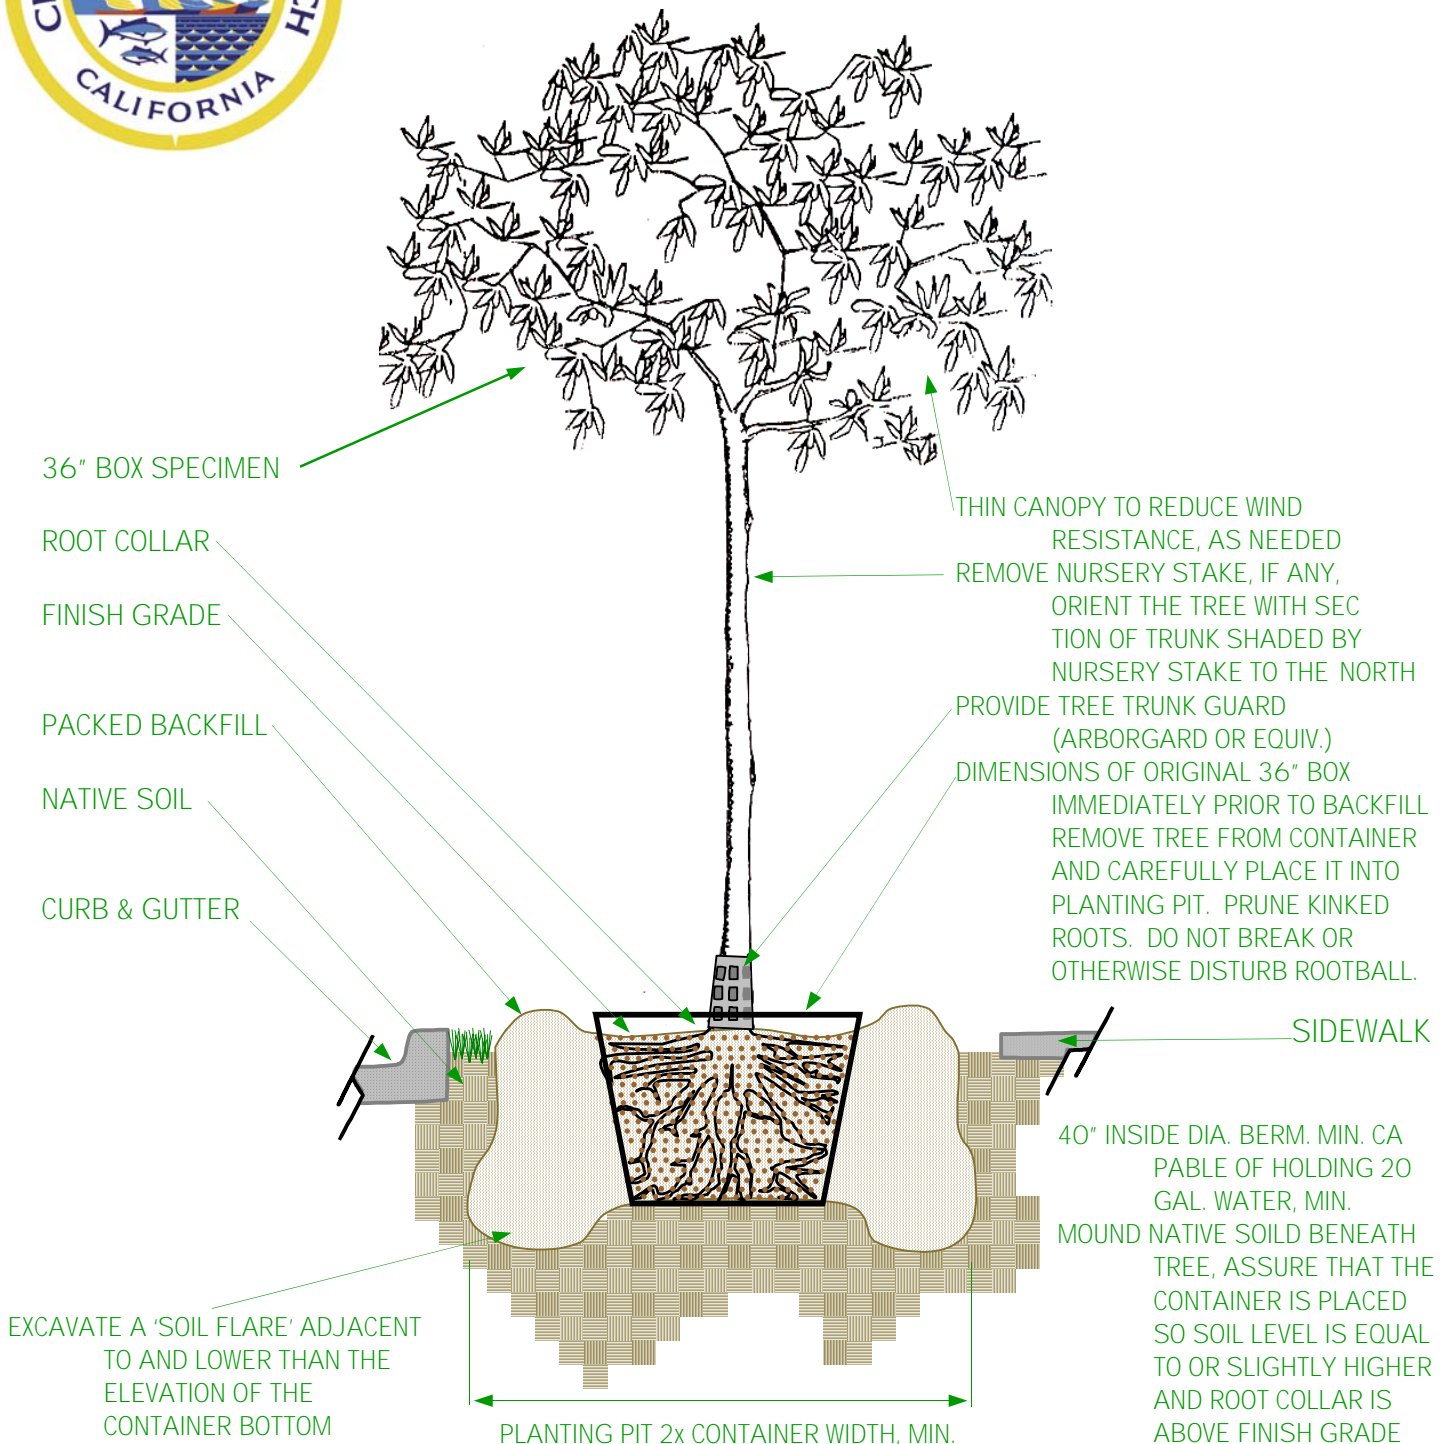 CALIFORNIA
36" BOX SPECIMEN
ROOT COLLAR
FINISH GRADE
PACKED BACKFILL
NATIVE SOIL
CURB & GUTTER
EXCAVATE A 'SOIL FLARE' ADJACENT
TO AND LOWER THAN THE
ELEVATION OF THE
CONTAINER BOTTOM
THIN CANOPY TO REDUCE WIND
RESISTANCE, AS NEEDED
REMOVE NURSERY STAKE, IF ANY,
ORIENT THE TREE WITH SEC
TION OF TRUNK SHADED BY
NURSERY STAKE TO THE NORTH
PROVIDE TREE TRUNK GUARD
(ARBORGARD OR EQUIV.)
DIMENSIONS OF ORIGINAL 36" BOX
IMMEDIATELY PRIOR TO BACKFILL
REMOVE TREE FROM CONTAINER
AND CAREFULLY PLACE IT INTO
PLANTING PIT. PRUNE KINKED
ROOTS. DO NOT BREAK OR
OTHERWISE DISTURB ROOTBALL.
SIDEWALK
40" INSIDE DIA. BERM. MIN. CA
PABLE OF HOLDING 20
GAL. WATER, MIN.
MOUND NATIVE SOILD BENEATH
TREE, ASSURE THAT THE
CONTAINER IS PLACED
SO SOIL LEVEL IS EQUAL
TO OR SLIGHTLY HIGHER
AND ROOT COLLAR IS
ABOVE FINISH GRADE
PLANTING PIT 2x CONTAINER WIDTH, MIN.